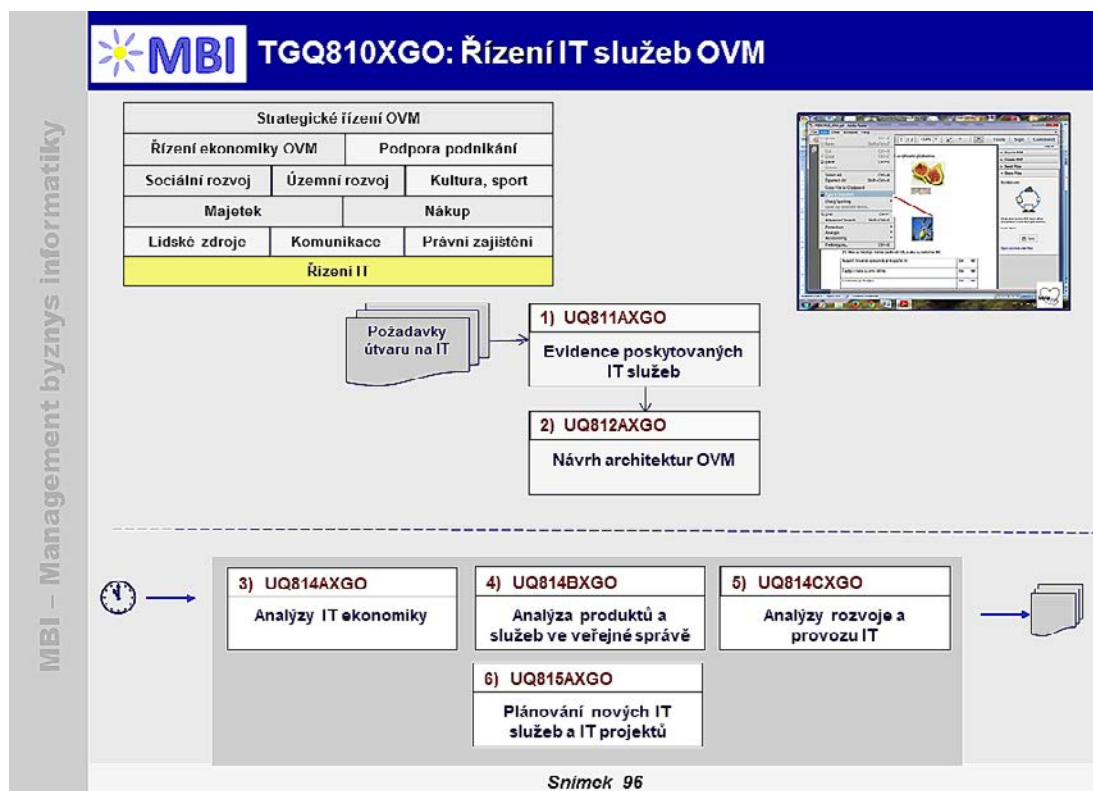 MBI
TGQ810XGO: Řízení IT služeb OVM
MBI – Management byznys informatiky
Strategické řízení OVM
Řízení ekonomiky OVM
Podpora podnikání
Sociální rozvoj
Územní rozvoj
Kultura, sport
Majetek
Nákup
Lidské zdroje
Komunikace
Právní zajištění
Řízení IT
Požadavky
útvaru na IT
1) UQ811AXGO
Evidence poskytovaných
IT služeb
2) UQ812AXGO
Návrh architektur OVM
3) UQ814AXGO
Analýzy IT ekonomiky
4) UQ814BXGO
Analýza produktů a
služeb ve veřejné správě
5) UQ814CXGO
Analýzy rozvoje a
provozu IT
6) UQ815AXGO
Plánování nových IT
služeb a IT projektů
Snímek 96